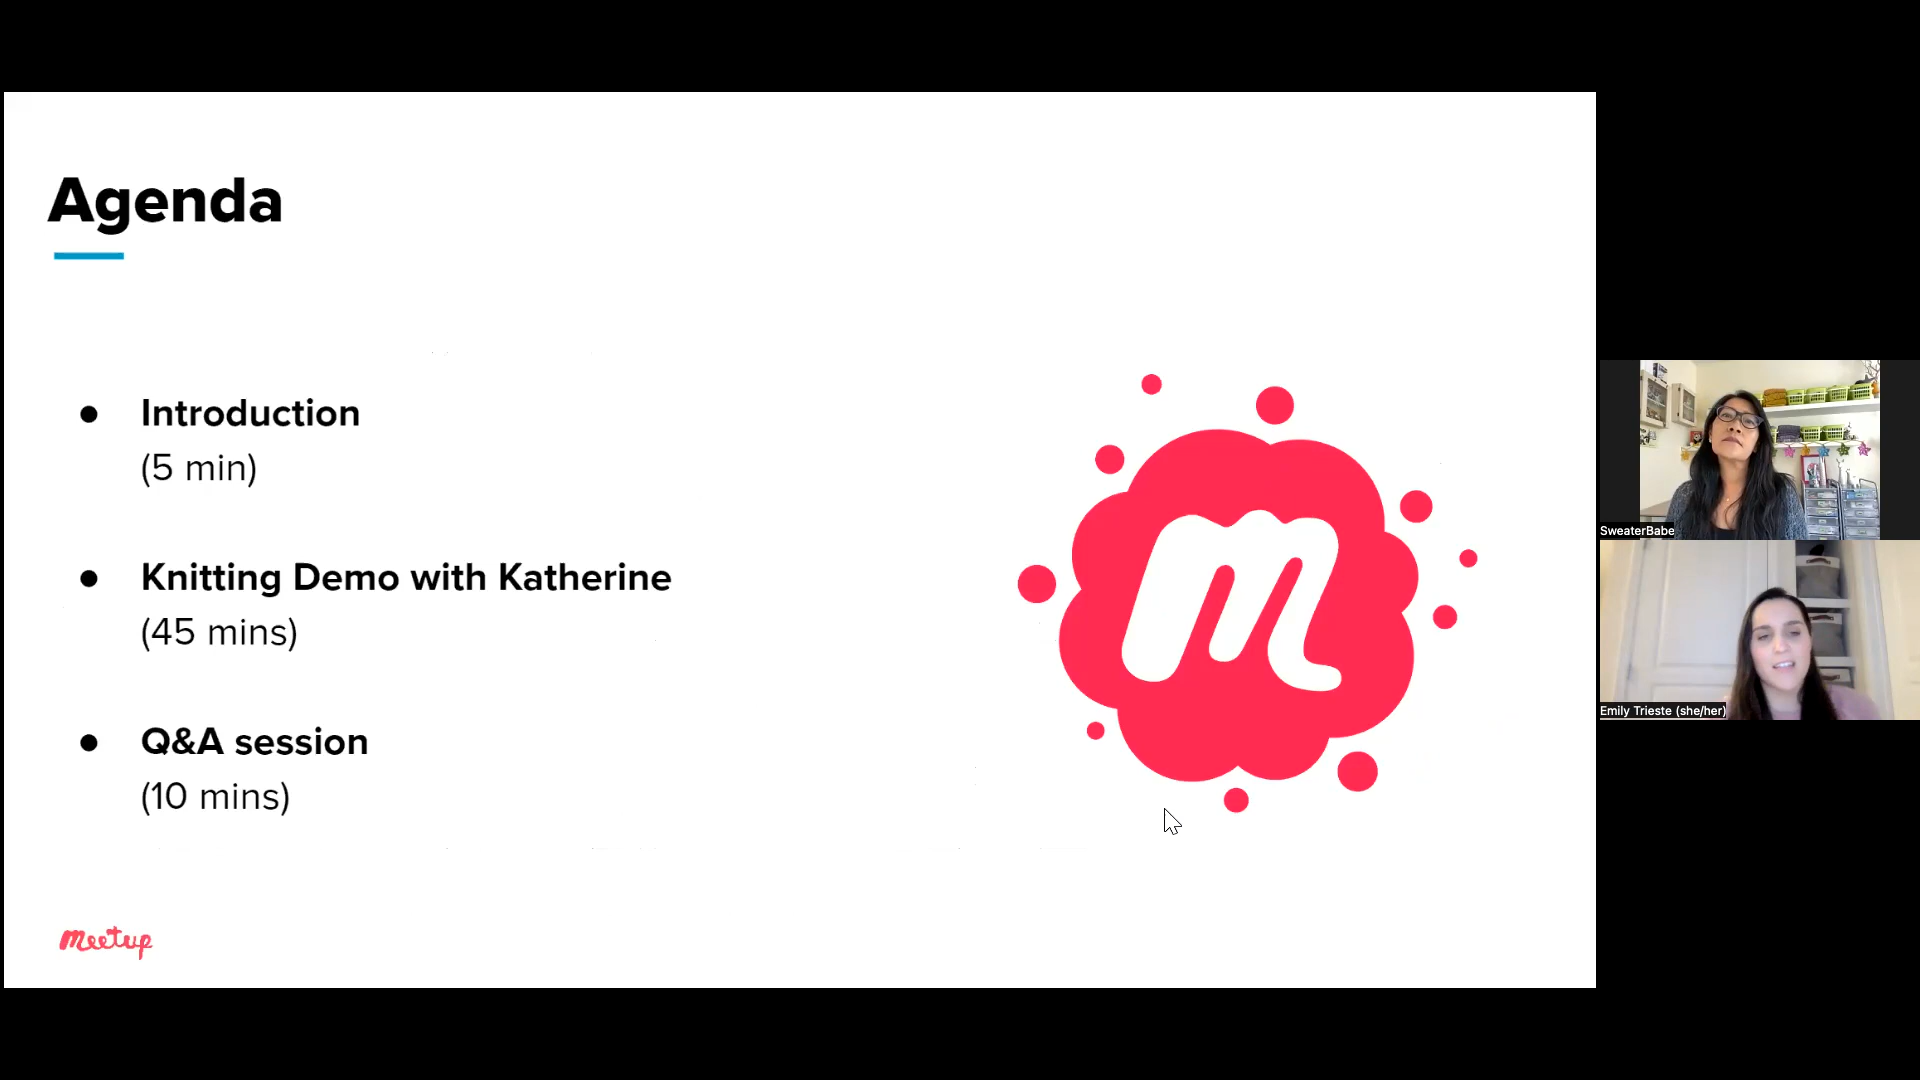 Agenda
● Introduction
(5 min)
● Knitting Demo with Katherine
(45 mins)
● Q&A session
(10 mins)
m
meetup
SweaterBabe
Emily Trieste (she/her)